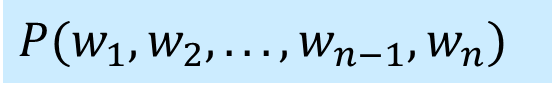 P(w₁, w₂, . . . , wₙ₋₁, wₙ)